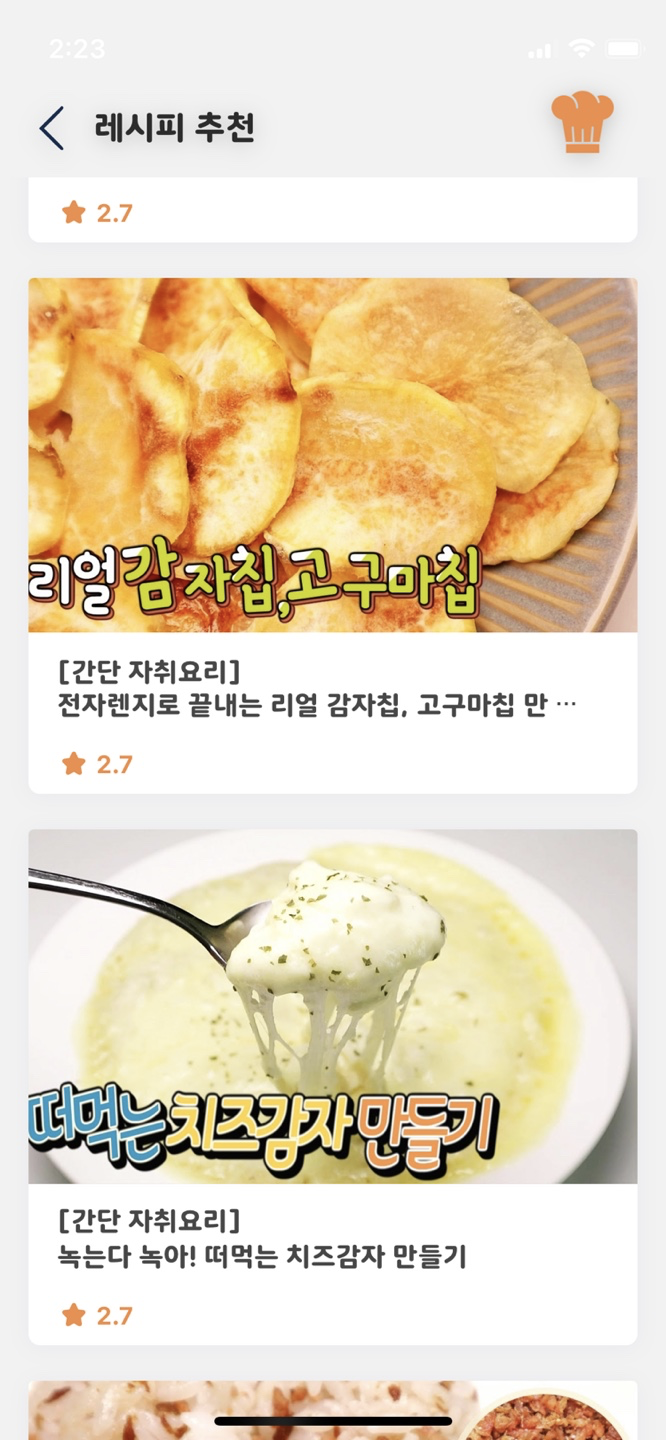 2:23
레시피 추천
2.7
리얼 감자칩,고구마칩
[간단 자취요리]
전자렌지로 끝내는 리얼 감자칩, 고구마칩 만 ···
2.7
떠먹는 치즈감자 만들기
[간단 자취요리]
녹는다 녹아! 떠먹는 치즈감자 만들기
2.7